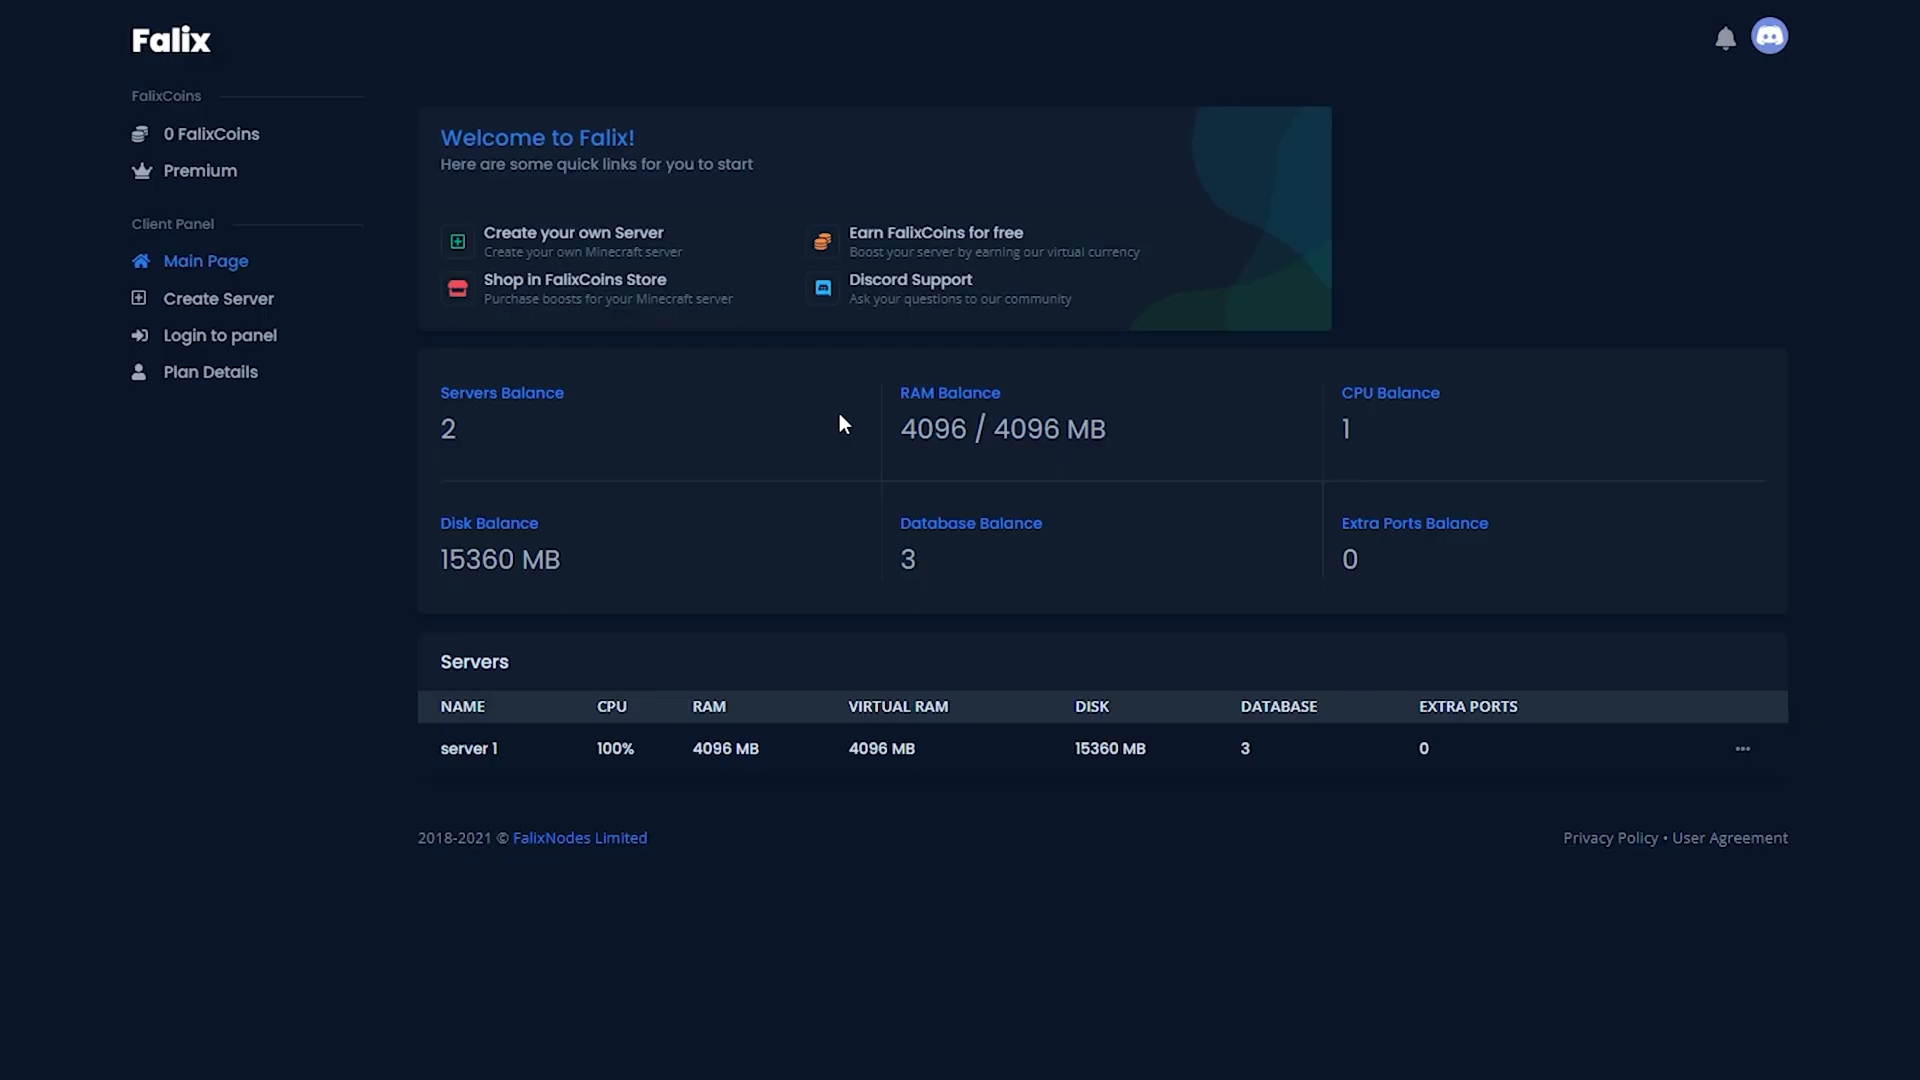 Falix
FalixCoins
0 FalixCoins
Premium
Client Panel
Main Page
Create Server
Login to panel
Plan Details
Welcome to Falix!
Here are some quick links for you to start
Create your own Server
Create your own Minecraft server
Earn FalixCoins for free
Boost your server by earning our virtual currency
Shop in FalixCoins Store
Purchase boosts for your Minecraft server
Discord Support
Ask your questions to our community
Servers Balance
2
RAM Balance
4096 / 4096 MB
CPU Balance
1
Disk Balance
15360 MB
Database Balance
3
Extra Ports Balance
0
Servers
NAME CPU RAM VIRTUAL RAM DISK DATABASE EXTRA PORTS
server 1 100% 4096 MB 4096 MB 15360 MB 3 0
2018-2021 © FalixNodes Limited
Privacy Policy • User Agreement